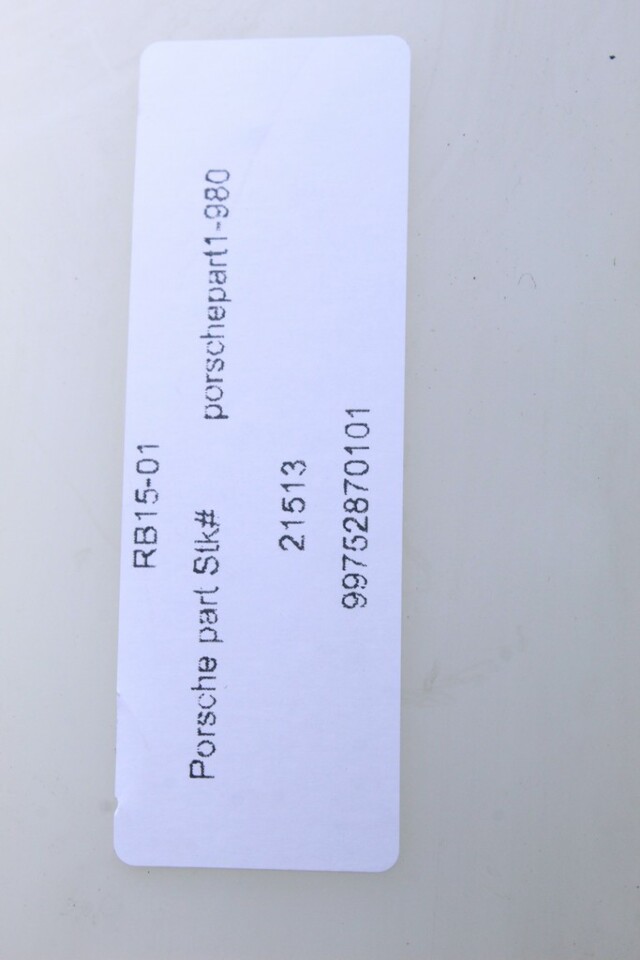 RB15-01
Porsche part Stk# porschepart1-980
21513
99752870101